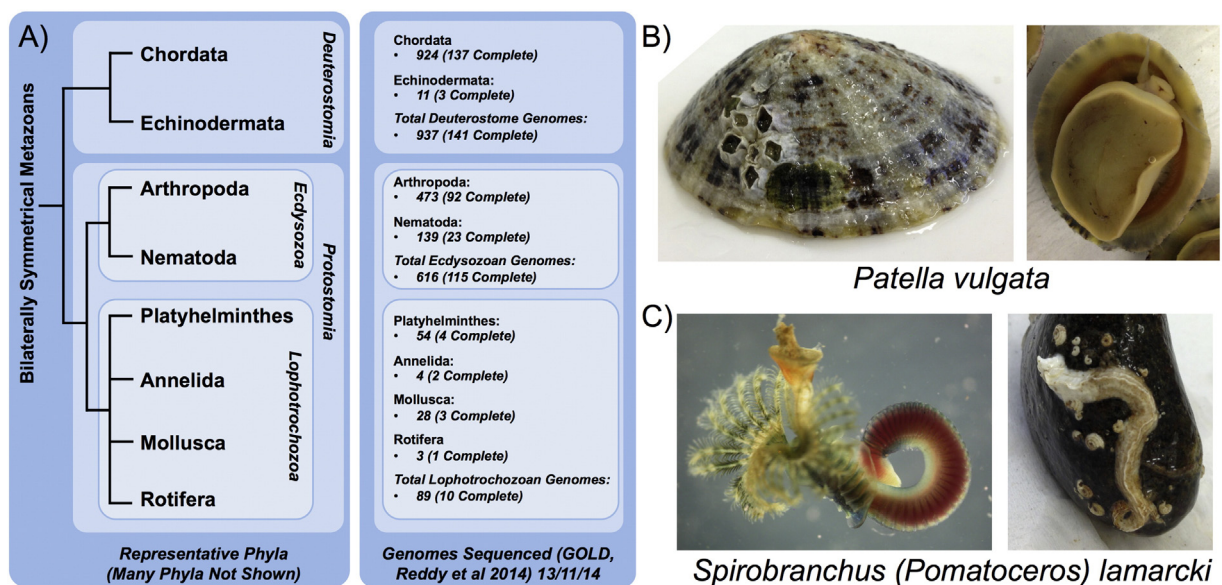 A)
Bilaterally Symmetrical Metazoans
Chordata
Echinodermata
Deuterostomia
Arthropoda
Nematoda
Ecdysozoa
Platyhelminthes
Annelida
Mollusca
Rotifera
Lophotrochozoa
Protostomia
Representative Phyla
(Many Phyla Not Shown)
Chordata
• 924 (137 Complete)
Echinodermata:
• 11 (3 Complete)
Total Deuterostome Genomes:
• 937 (141 Complete)
Arthropoda:
• 473 (92 Complete)
Nematoda:
• 139 (23 Complete)
Total Ecdysozoan Genomes:
• 616 (115 Complete)
Platyhelminthes:
• 54 (4 Complete)
Annelida:
• 4 (2 Complete)
Mollusca:
• 28 (3 Complete)
Rotifera
• 3 (1 Complete)
Total Lophotrochozoan Genomes:
• 89 (10 Complete)
Genomes Sequenced (GOLD,
Reddy et al 2014) 13/11/14
B)
Patella vulgata
C)
Spirobranchus (Pomatoceros) lamarcki